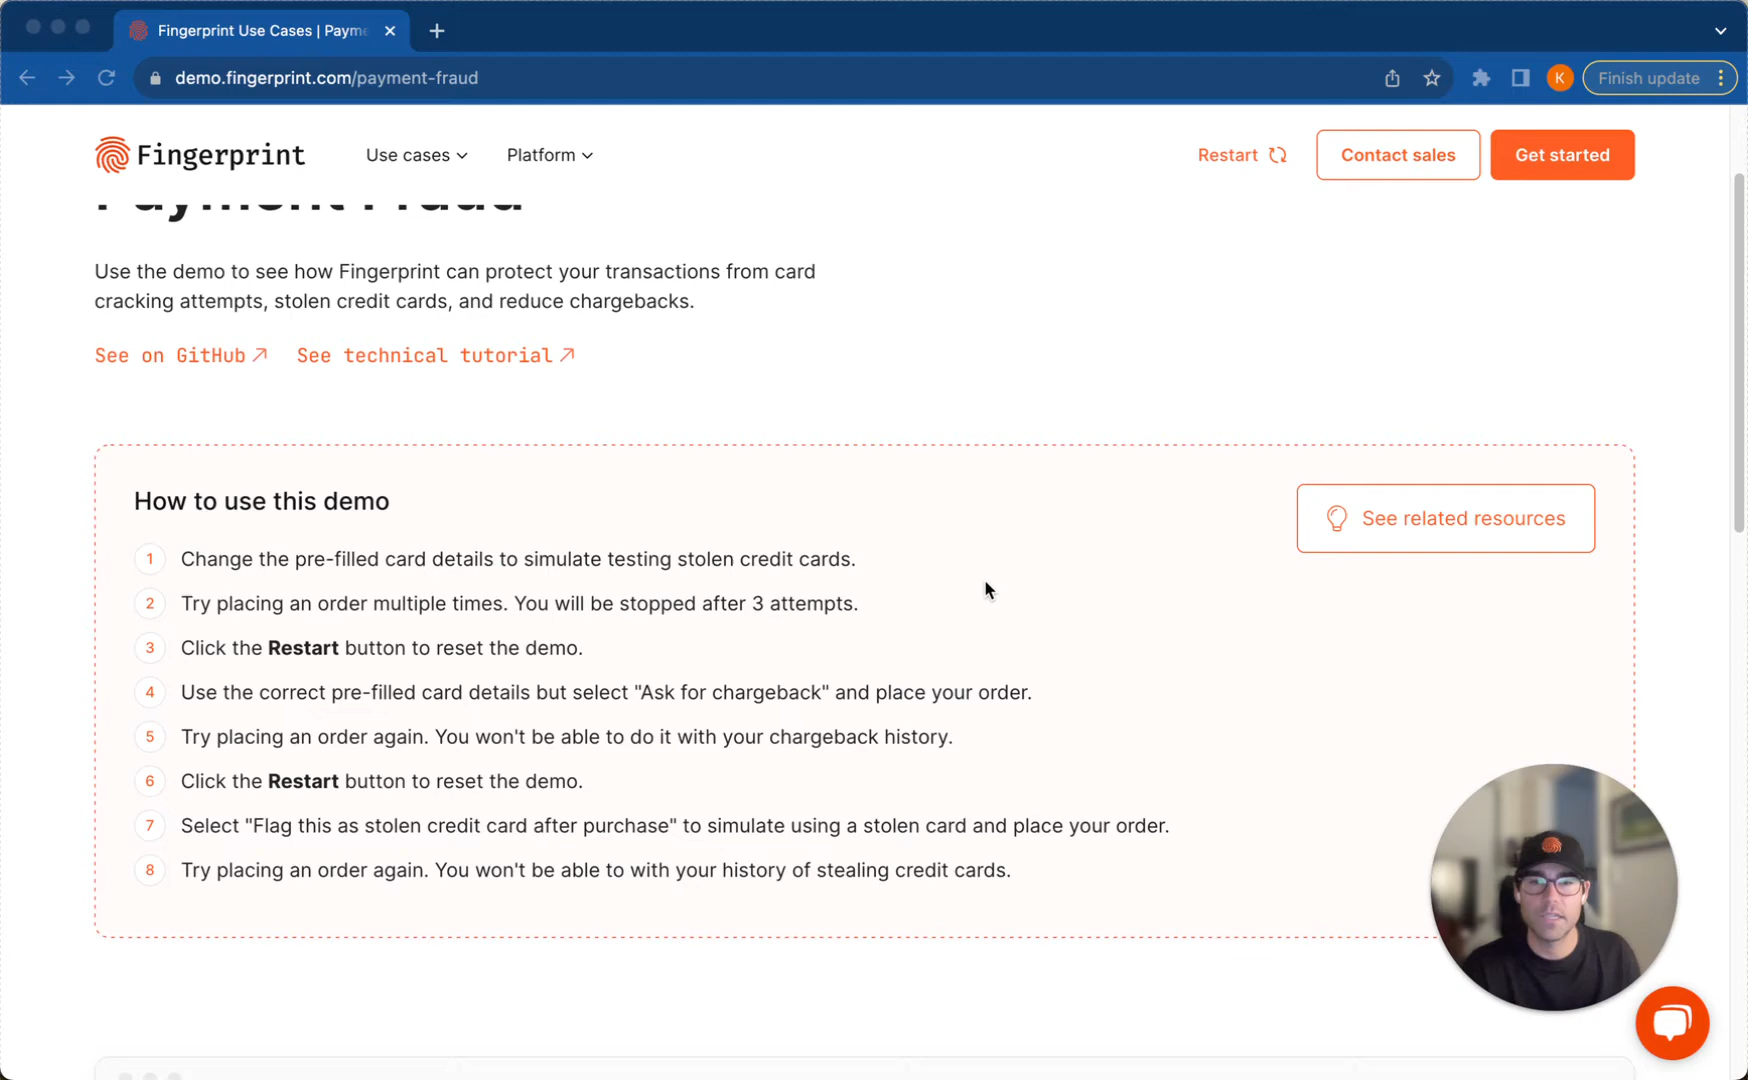 Fingerprint Use Cases | Payme
demo.fingerprint.com/payment-fraud
K
Finish update
Fingerprint
Use cases
Platform
Restart
Contact sales
Get started
Payment Fraud
Use the demo to see how Fingerprint can protect your transactions from card
cracking attempts, stolen credit cards, and reduce chargebacks.
See on GitHub
See technical tutorial
How to use this demo
See related resources
1 Change the pre-filled card details to simulate testing stolen credit cards.
2 Try placing an order multiple times. You will be stopped after 3 attempts.
3 Click the Restart button to reset the demo.
4 Use the correct pre-filled card details but select "Ask for chargeback" and place your order.
5 Try placing an order again. You won't be able to do it with your chargeback history.
6 Click the Restart button to reset the demo.
7 Select "Flag this as stolen credit card after purchase" to simulate using a stolen card and place your order.
8 Try placing an order again. You won't be able to with your history of stealing credit cards.